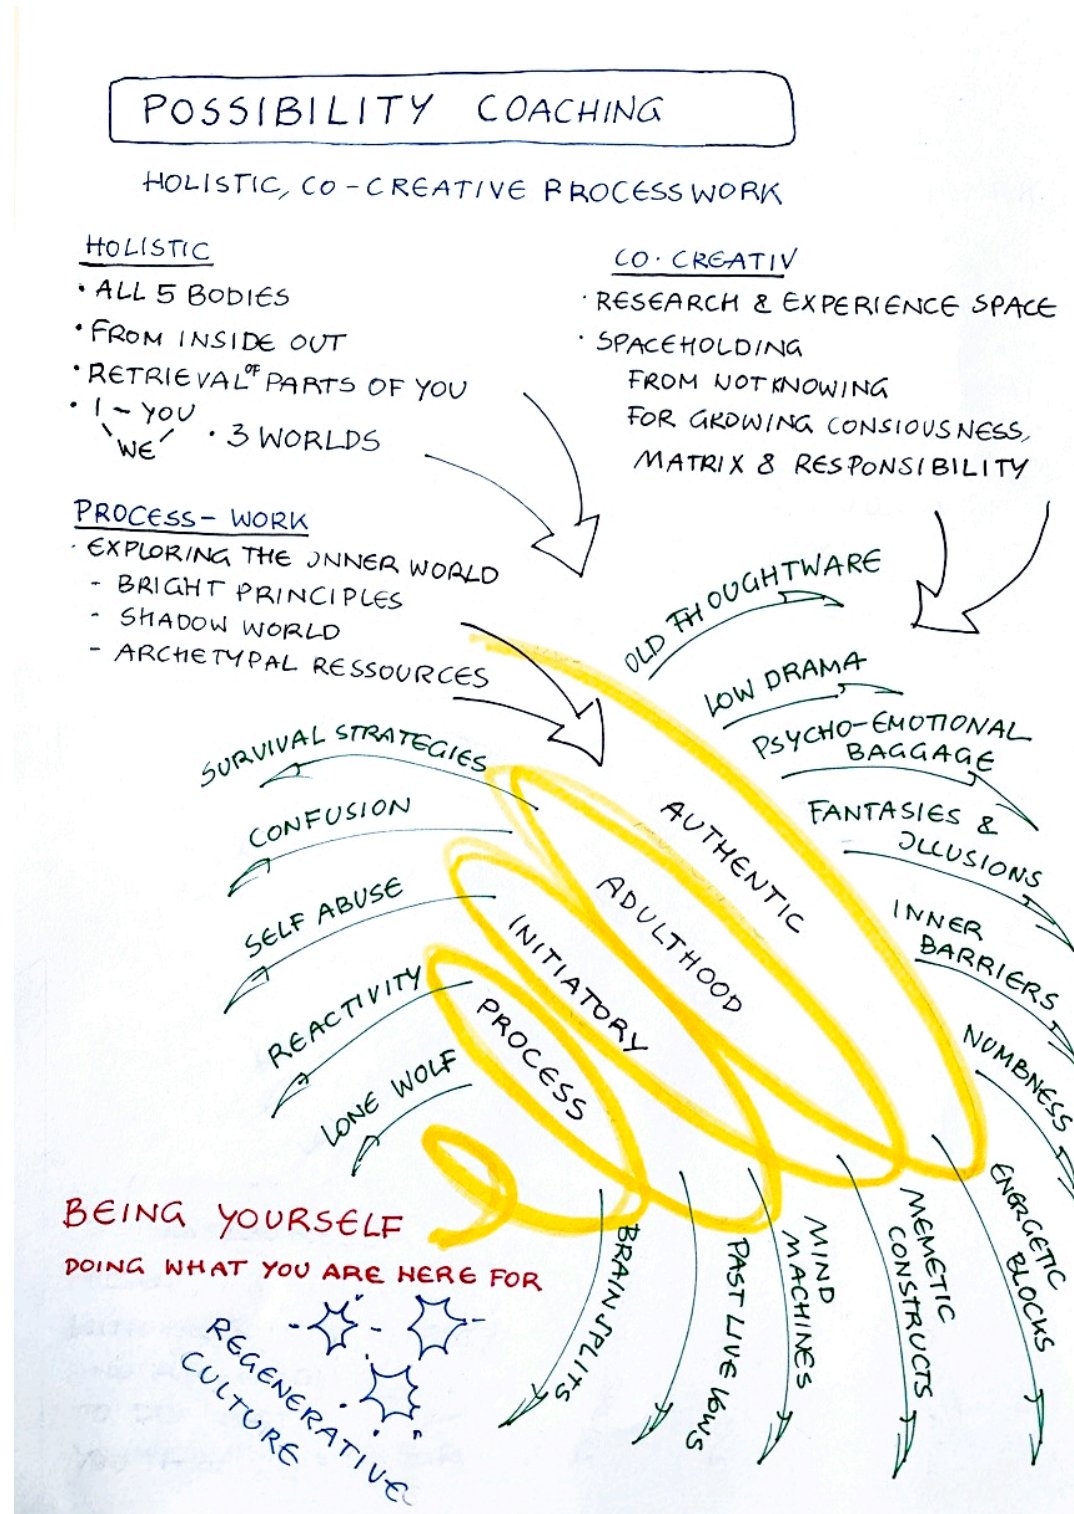 POSSIBILITY COACHING
HOLISTIC, CO-CREATIVE PROCESS WORK
HOLISTIC
• ALL 5 BODIES
• FROM INSIDE OUT
• RETRIEVAL OF PARTS OF YOU
• I - YOU
WE
• 3 WORLDS
CO. CREATIV
• RESEARCH & EXPERIENCE SPACE
• SPACEHOLDING
FROM NOTKNOWING
FOR GROWING CONSIOUSNESS,
MATRIX & RESPONSIBILITY
PROCESS-WORK
• EXPLORING THE INNER WORLD
- BRIGHT PRINCIPLES
- SHADOW WORLD
- ARCHETYPAL RESSOURCES
OLD THOUGHTWARE
LOW DRAMA
PSYCHO-EMOTIONAL
BAGGAGE
FANTASIES &
ILLUSIONS
INNER
BARRIERS
NUMBNESS
ENERGETIC
BLOCKS
MEMETIC
CONSTRUCTS
MIND
MACHINES
PAST LIVE VOWS
BRAIN SPLITS
SURVIVAL STRATEGIES
CONFUSION
SELF ABUSE
REACTIVITY
LONE WOLF
AUTHENTIC
ADULTHOOD
INITIATORY
PROCESS
BEING YOURSELF
DOING WHAT YOU ARE HERE FOR
REGENERATIVE
CULTURE